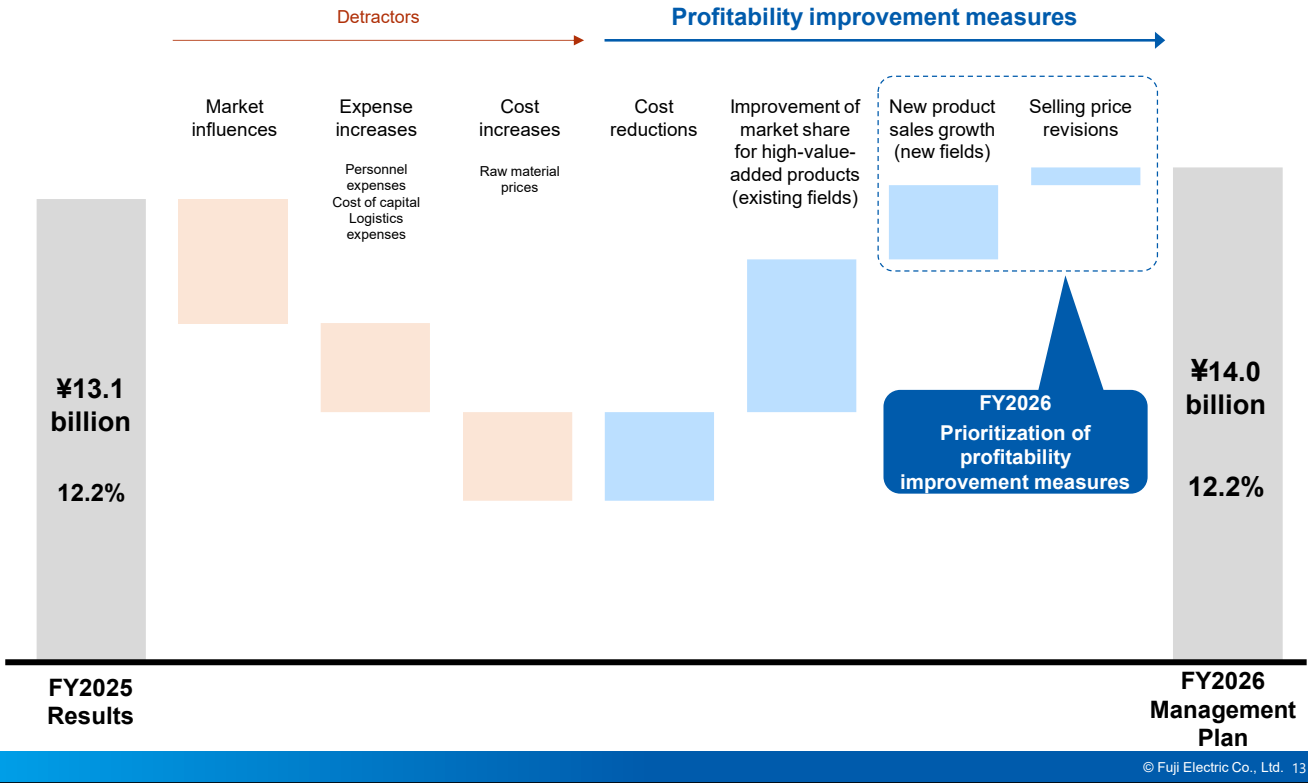 Detractors
Profitability improvement measures
Market
influences
Expense
increases
Personnel
expenses
Cost of capital
Logistics
expenses
Cost
increases
Raw material
prices
Cost
reductions
Improvement of
market share
for high-value-
added products
(existing fields)
New product
sales growth
(new fields)
Selling price
revisions
¥13.1
billion
12.2%
FY2026
Prioritization of
profitability
improvement measures
¥14.0
billion
12.2%
FY2025
Results
FY2026
Management
Plan
© Fuji Electric Co., Ltd. 13